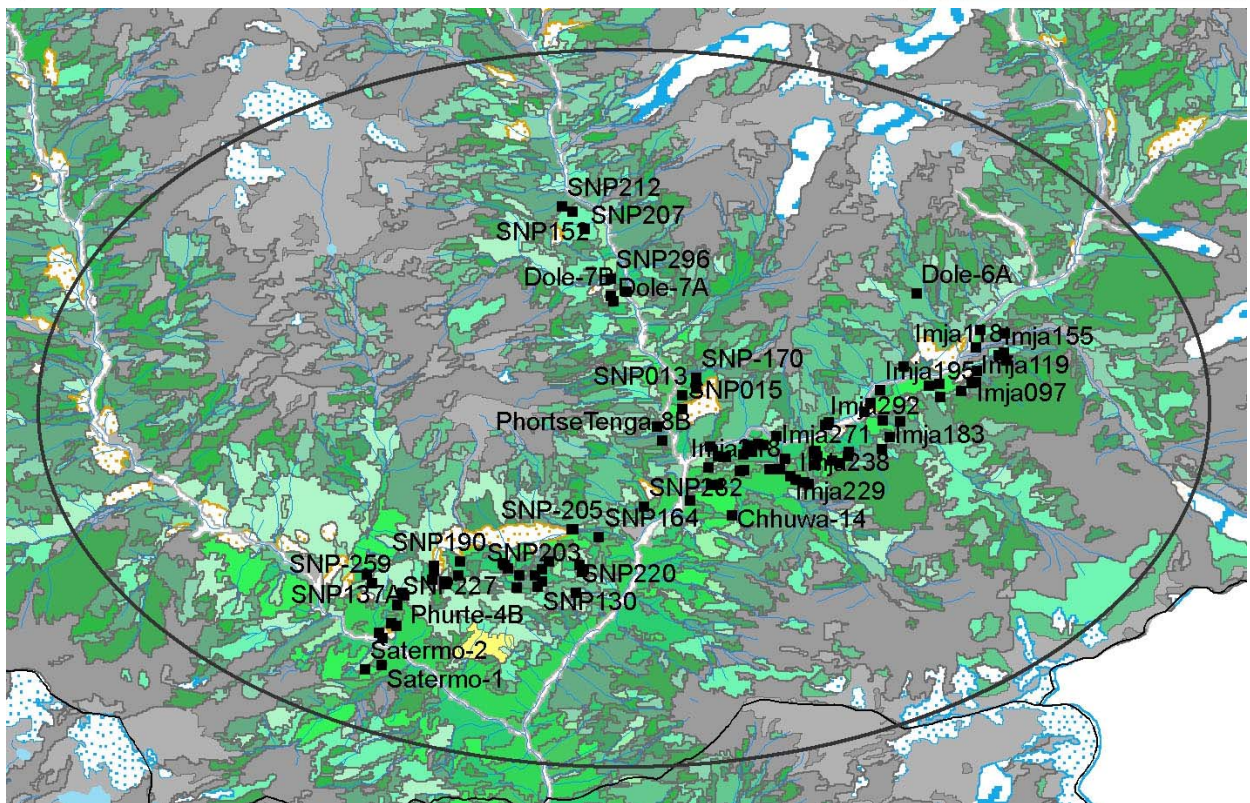 SNP212
SNP207
SNP152
SNP296
Dole-7B
Dole-7A
Dole-6A
Imja155
Imja119
Imja195
Imja097
SNP-170
SNP013
SNP015
Imja292
PhortseTenga-8B
Imja271
Imja183
Imja238
Imja229
SNP282
SNP-205
SNP164
Chhuwa-14
SNP190
SNP203
SNP-259
SNP220
SNP137A
SNP227
SNP130
Phurte-4B
Satermo-2
Satermo-1